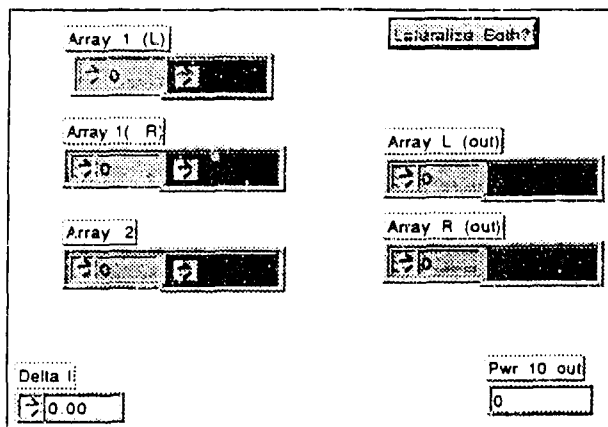 Array 1 (L)
Lateralize Both?
0
Array 1( R)
0
Array L (out)
0
Array 2
Array R (out)
0
0
Delta I
Pwr 10 out
0.00
0